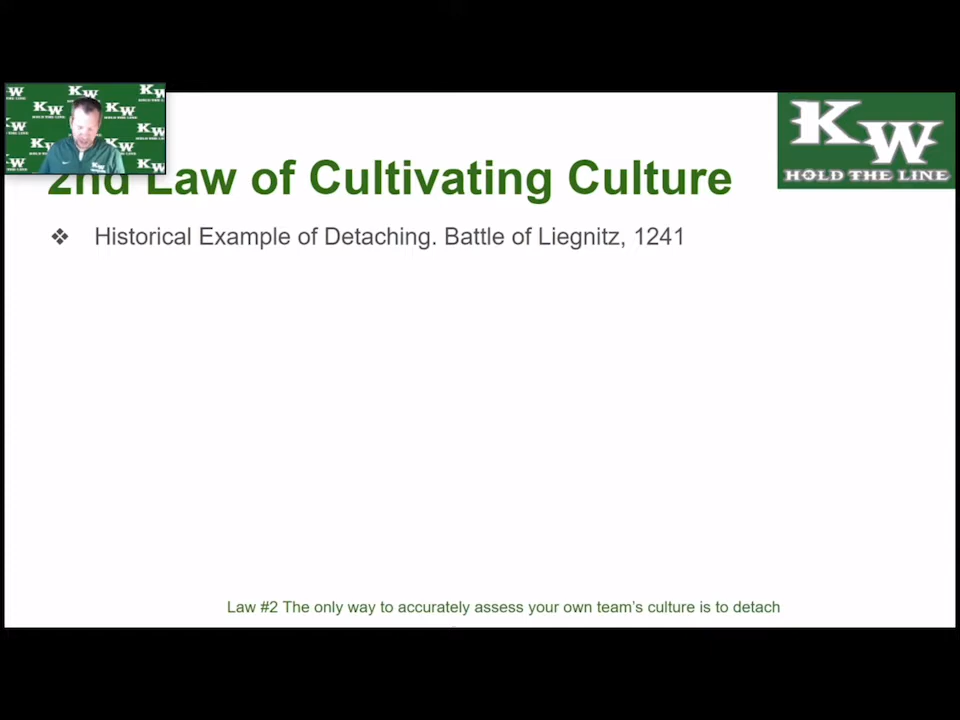 KW
HOLD THE LINE
2nd Law of Cultivating Culture
❖ Historical Example of Detaching. Battle of Liegnitz, 1241
Law #2 The only way to accurately assess your own team's culture is to detach